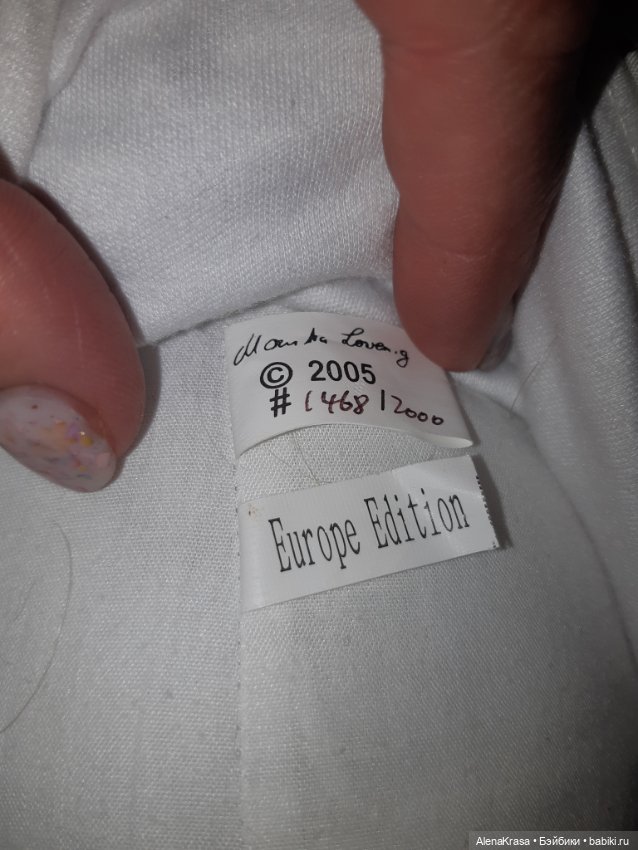 Monika Levenig
© 2005
# 1468 / 2000
Europe Edition
AlenaKrasa • Бэйбики • babiki.ru